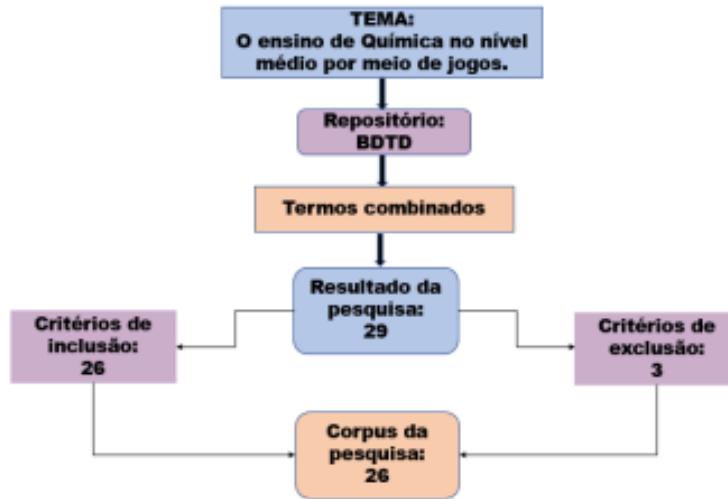 TEMA:
O ensino de Química no nível
médio por meio de jogos.
Repositório:
BDTD
Termos combinados
Resultado da
pesquisa:
29
Critérios de
inclusão:
26
Critérios de
exclusão:
3
Corpus da
pesquisa:
26